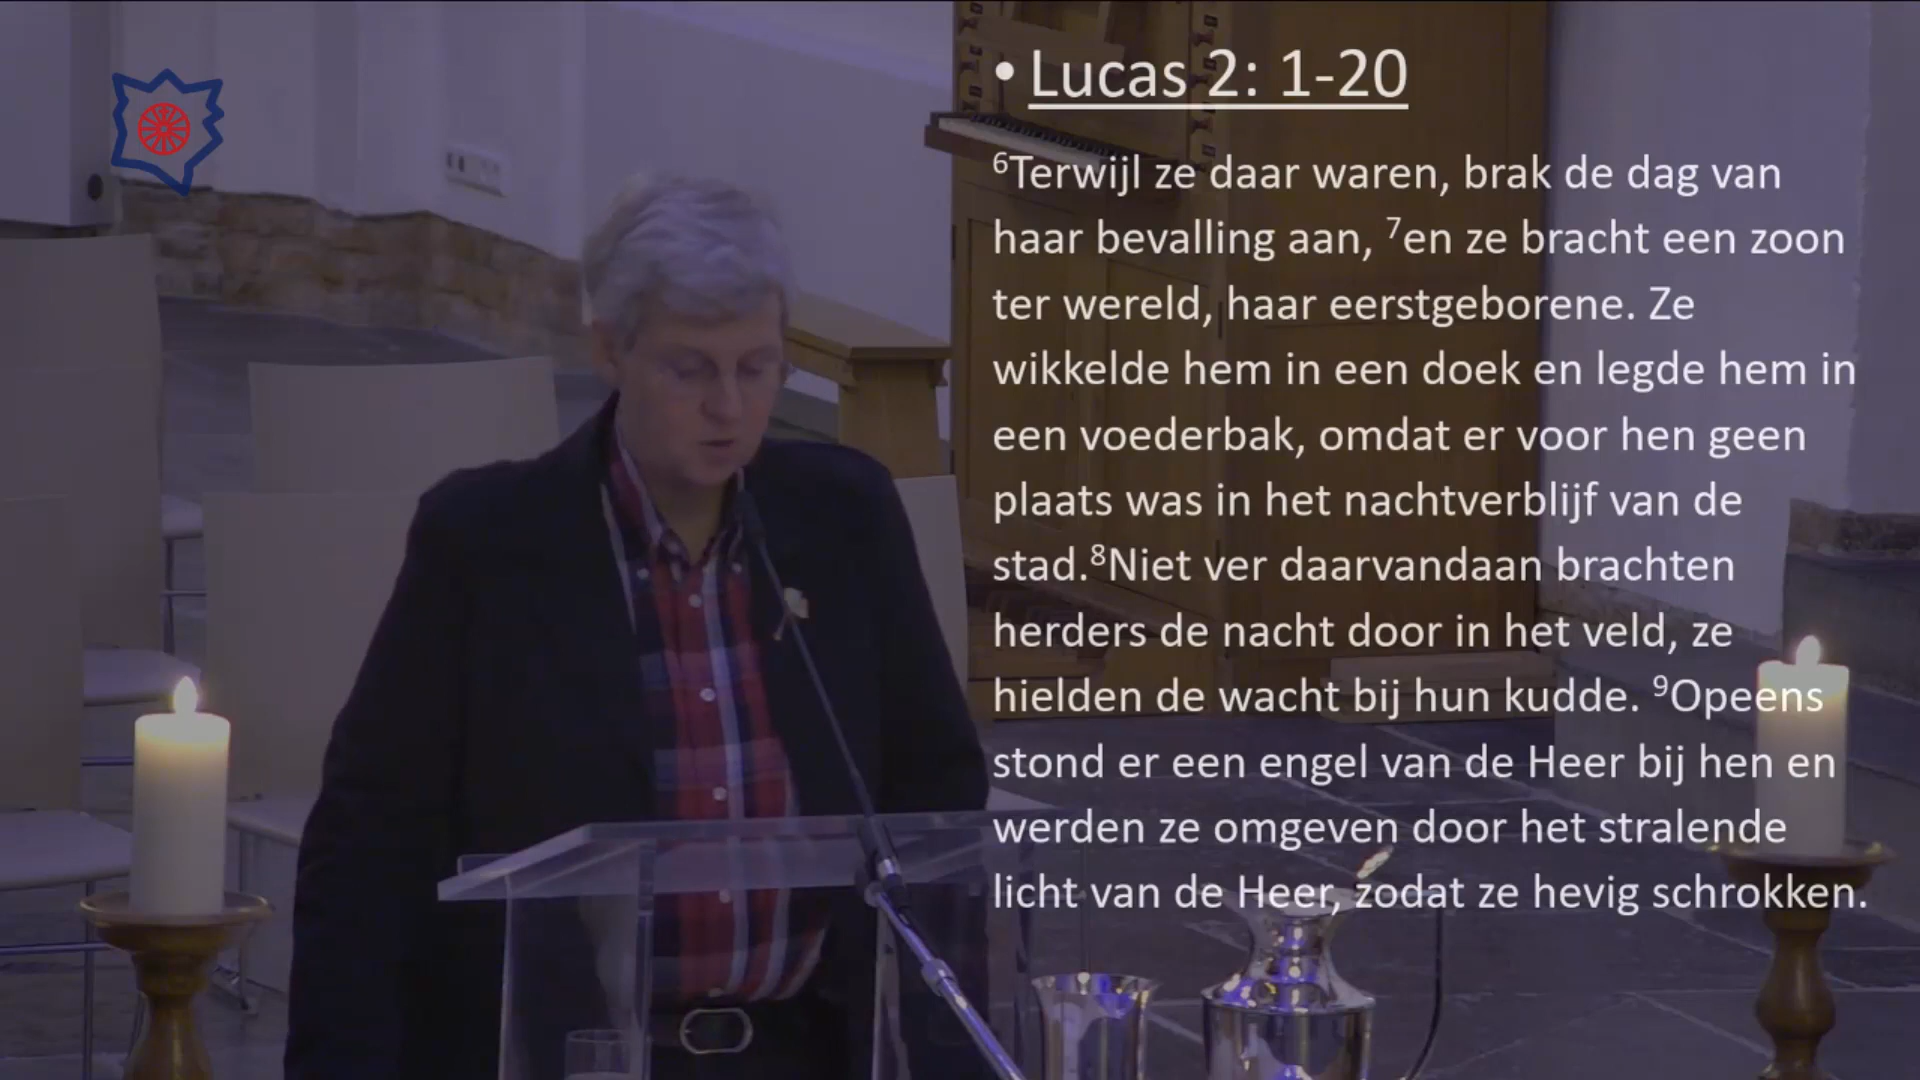 • Lucas 2: 1-20
⁶Terwijl ze daar waren, brak de dag van
haar bevalling aan, ⁷en ze bracht een zoon
ter wereld, haar eerstgeborene. Ze
wikkelde hem in een doek en legde hem in
een voederbak, omdat er voor hen geen
plaats was in het nachtverblijf van de
stad.⁸Niet ver daarvandaan brachten
herders de nacht door in het veld, ze
hielden de wacht bij hun kudde. ⁹Opeens
stond er een engel van de Heer bij hen en
werden ze omgeven door het stralende
licht van de Heer, zodat ze hevig schrokken.